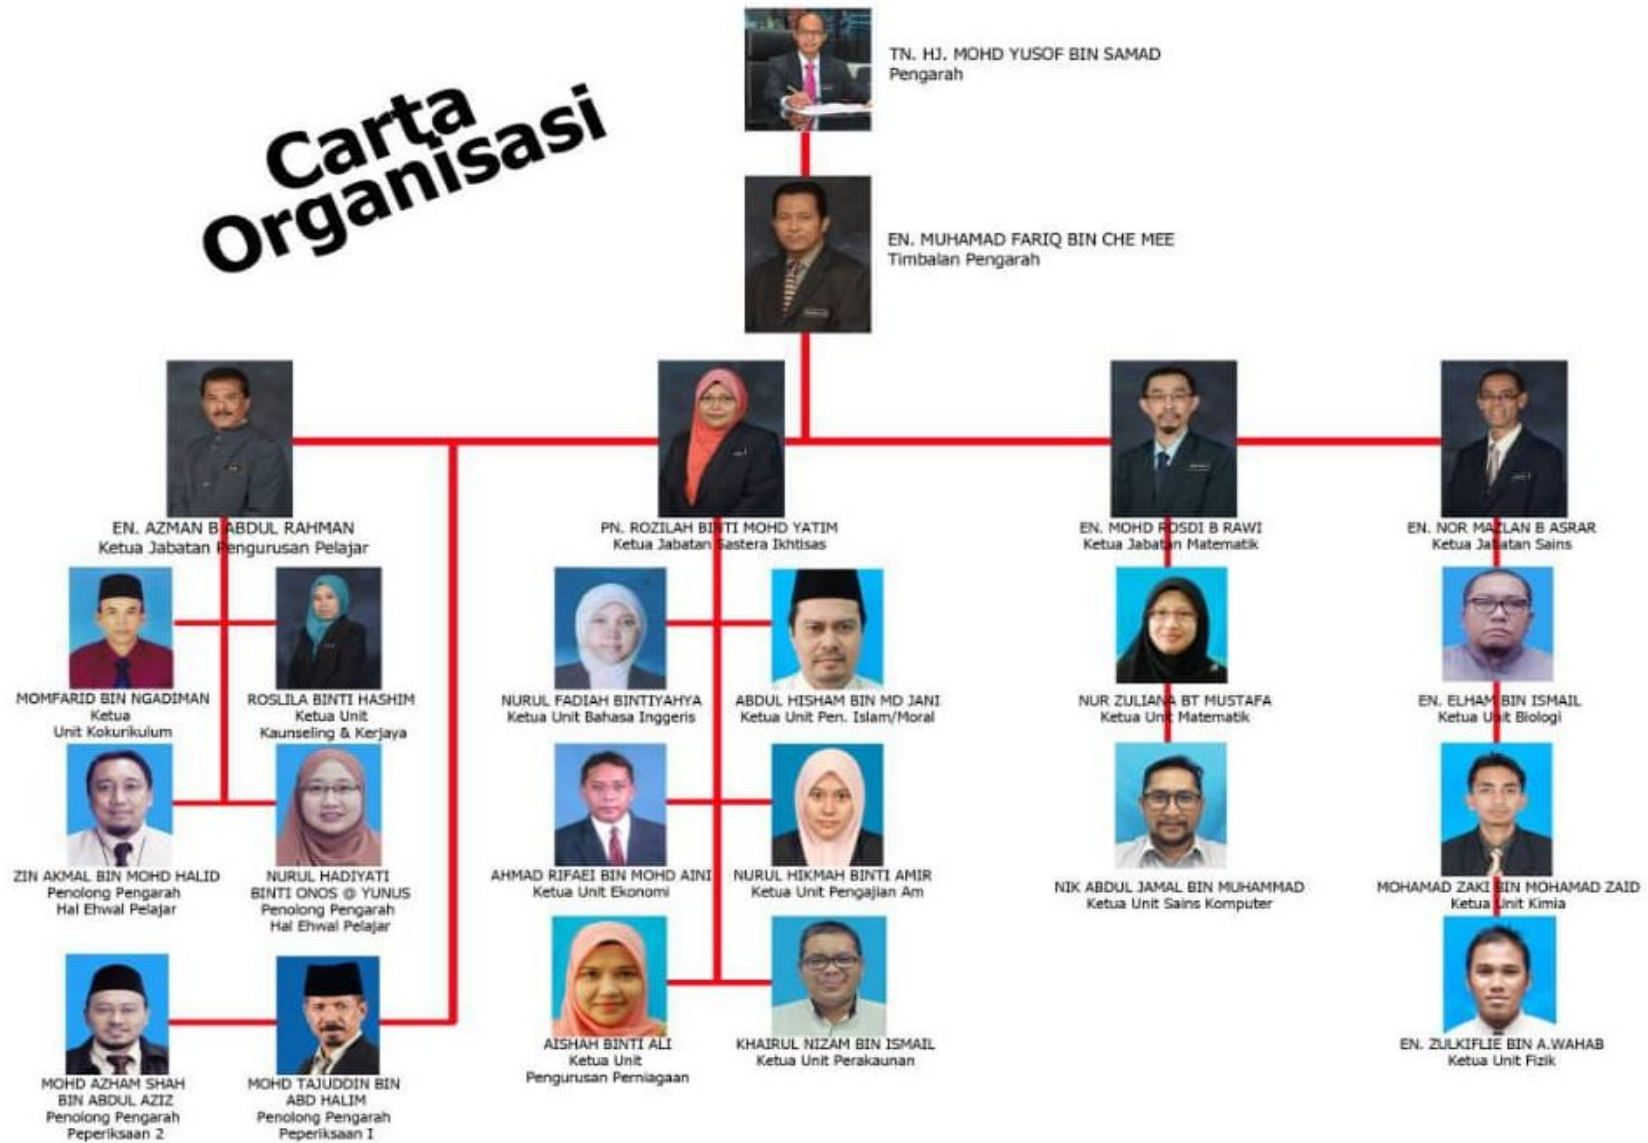 Carta
Organisasi
TN. HJ. MOHD YUSOF BIN SAMAD
Pengarah
EN. MUHAMAD FARIQ BIN CHE MEE
Timbalan Pengarah
EN. AZMAN B ABDUL RAHMAN
Ketua Jabatan Pengurusan Pelajar
PN. ROZILAH BINTI MOHD YATIM
Ketua Jabatan Sastera Ikhtisas
EN. MOHD ROSDI B RAWI
Ketua Jabatan Matematik
EN. NOR MAZLAN B ASRAR
Ketua Jabatan Sains
MOMFARID BIN NGADIMAN
Ketua
Unit Kokurikulum
ROSLILA BINTI HASHIM
Ketua Unit
Kaunseling & Kerjaya
NURUL FADIAH BINTIYAHYA
Ketua Unit Bahasa Inggeris
ABDUL HISHAM BIN MD JANI
Ketua Unit Pen. Islam/Moral
NUR ZULIANA BT MUSTAFA
Ketua Unit Matematik
EN. ELHAM BIN ISMAIL
Ketua Unit Biologi
ZIN AKMAL BIN MOHD HALID
Penolong Pengarah
Hal Ehwal Pelajar
NURUL HADIYATI
BINTI ONOS @ YUNUS
Penolong Pengarah
Hal Ehwal Pelajar
AHMAD RIFAEI BIN MOHD AINI
Ketua Unit Ekonomi
NURUL HIKMAH BINTI AMIR
Ketua Unit Pengajian Am
NIK ABDUL JAMAL BIN MUHAMMAD
Ketua Unit Sains Komputer
MOHAMAD ZAKI BIN MOHAMAD ZAID
Ketua Unit Kimia
MOHD AZHAM SHAH
BIN ABDUL AZIZ
Penolong Pengarah
Peperiksaan 2
MOHD TAJUDDIN BIN
ABD HALIM
Penolong Pengarah
Peperiksaan I
AISHAH BINTI ALI
Ketua Unit
Pengurusan Perniagaan
KHAIRUL NIZAM BIN ISMAIL
Ketua Unit Perakaunan
EN. ZULKIFLIE BIN A.WAHAB
Ketua Unit Fizik